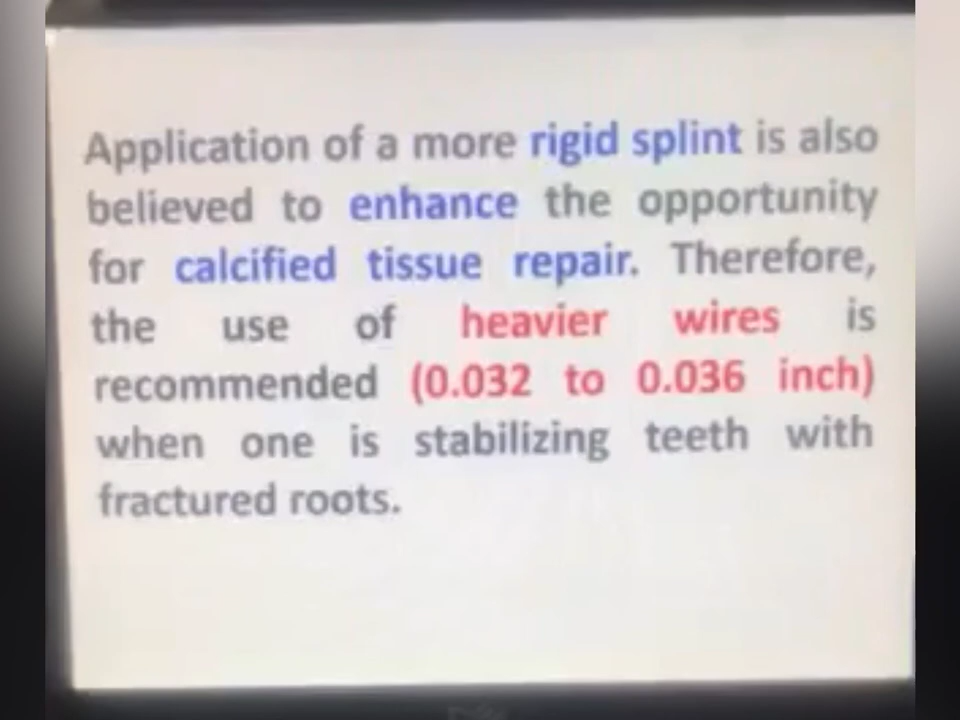 Application of a more rigid splint is also
believed to enhance the opportunity
for calcified tissue repair. Therefore,
the use of heavier wires is
recommended (0.032 to 0.036 inch)
when one is stabilizing teeth with
fractured roots.